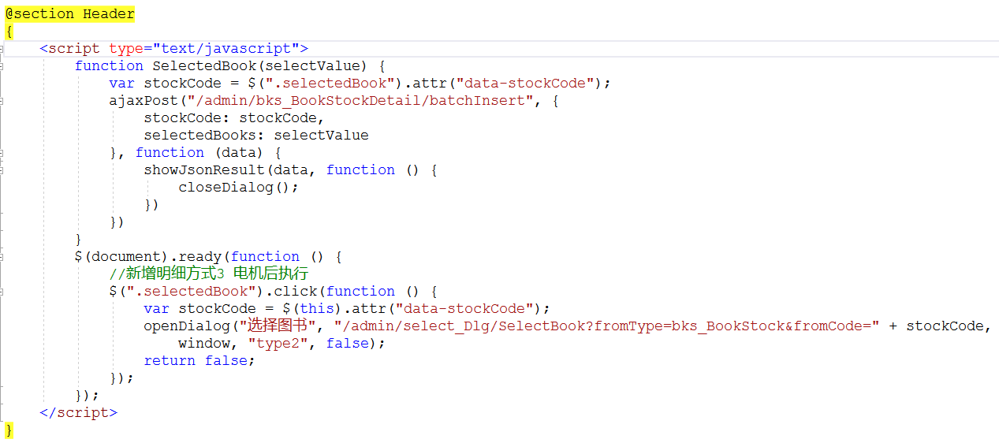 @section Header
{
    <script type="text/javascript">
        function SelectedBook(selectValue) {
            var stockCode = $(".selectedBook").attr("data-stockCode");
            ajaxPost("/admin/bks_BookStockDetail/batchInsert", {
                stockCode: stockCode,
                selectedBooks: selectValue
            }, function (data) {
                showJsonResult(data, function () {
                    closeDialog();
                })
            })
        }
        $(document).ready(function () {
            //新增明细方式3 电机后执行
            $(".selectedBook").click(function () {
                var stockCode = $(this).attr("data-stockCode");
                openDialog("选择图书", "/admin/select_Dlg/SelectBook?fromType=bks_BookStock&fromCode=" + stockCode,
                    window, "type2", false);
                return false;
            });
        });
    </script>
}